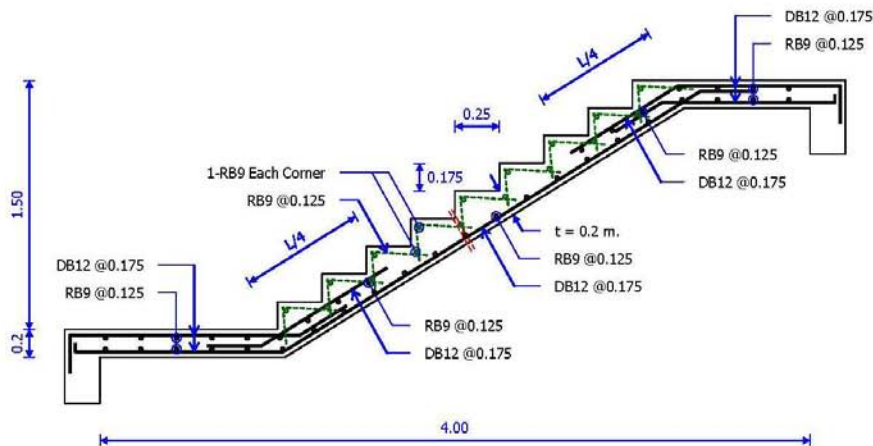 DB12 @0.175
RB9 @0.125
L/4
0.25
1-RB9 Each Corner
RB9 @0.125
0.175
RB9 @0.125
DB12 @0.175
1.50
L/4
t = 0.2 m.
RB9 @0.125
DB12 @0.175
DB12 @0.175
RB9 @0.125
RB9 @0.125
DB12 @0.175
0.2
4.00